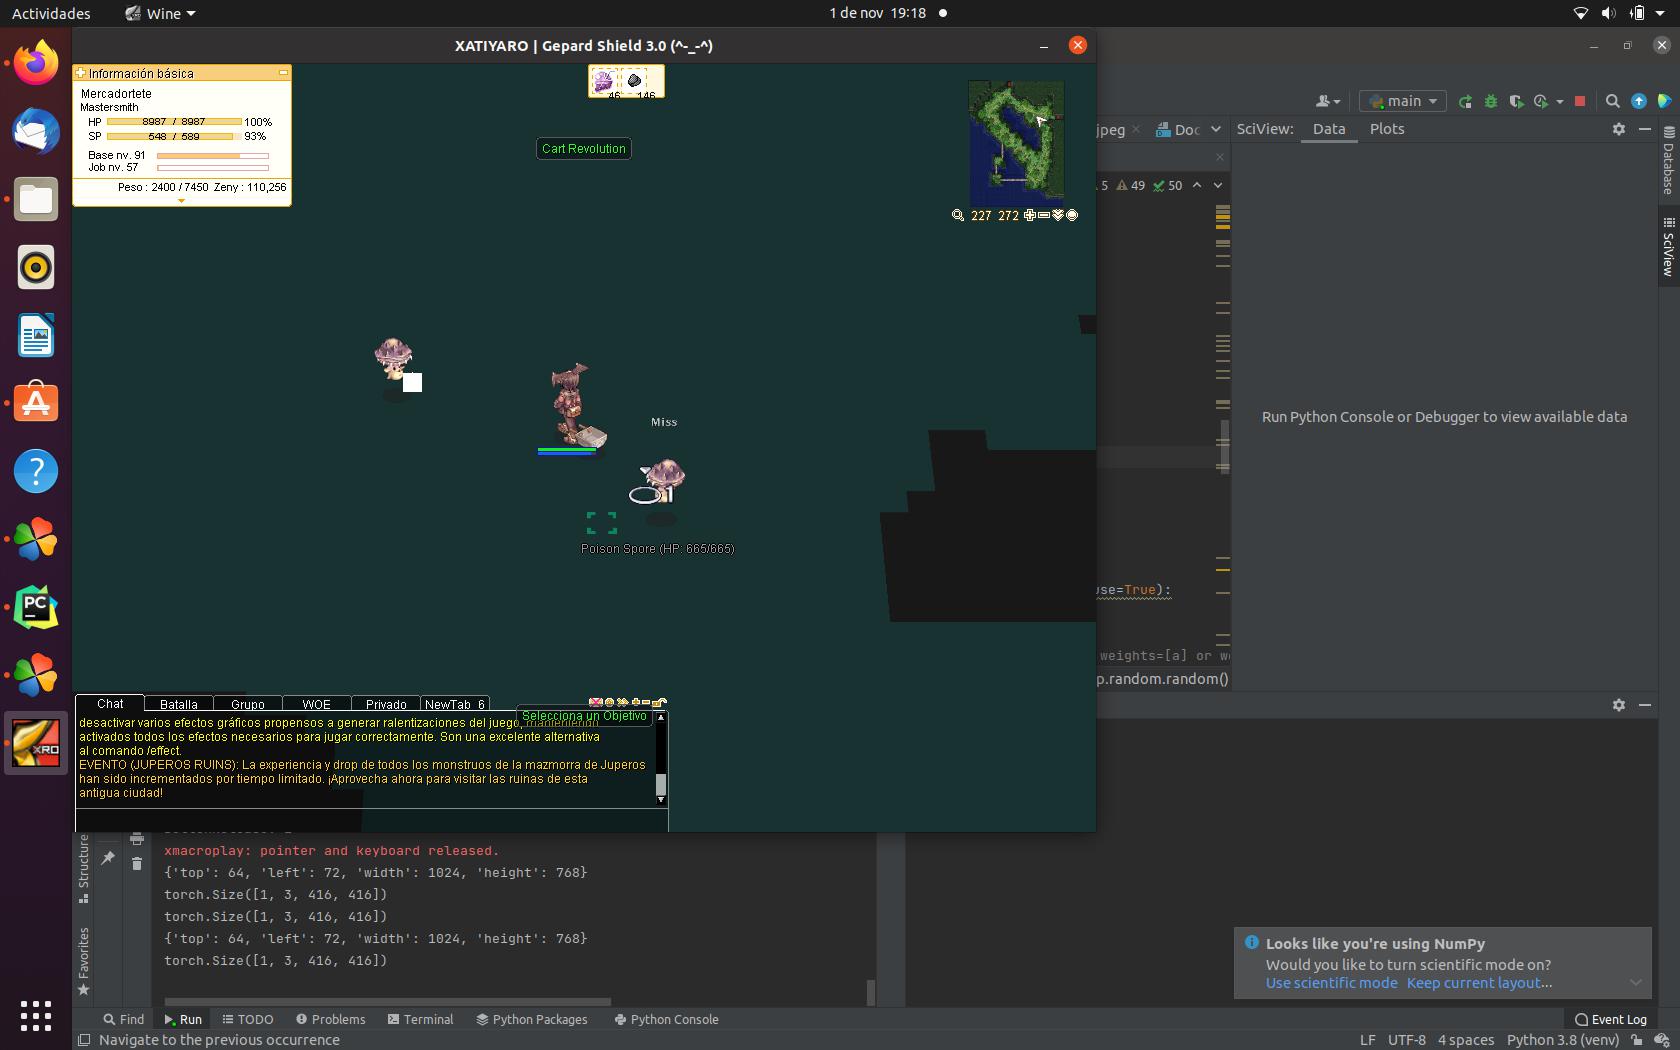 Actividades
Wine
1 de nov 19:18
XATIYARO | Gepard Shield 3.0 (^-_-^)
Información básica
Mercadortete
Mastersmith
HP 8987 / 8987 100%
SP 548 / 589 93%
Base nv. 91
Job nv. 57
Peso : 2400 / 7450 Zeny : 110,256
46 146
Cart Revolution
227 272
Miss
1
Poison Spore (HP: 665/665)
Chat
Batalla
Grupo
WOE
Privado
NewTab_6
Selecciona un Objetivo
desactivar varios efectos gráficos propensos a generar ralentizaciones del juego, manteniendo
activados todos los efectos necesarios para jugar correctamente. Son una excelente alternativa
al comando /effect.
EVENTO (JUPEROS RUINS): La experiencia y drop de todos los monstruos de la mazmorra de Juperos
han sido incrementados por tiempo limitado. ¡Aprovecha ahora para visitar las ruinas de esta
antigua ciudad!
main
jpeg
Doc
SciView:
Data
Plots
5 49 50
Database
SciView
Run Python Console or Debugger to view available data
use=True):
weights=[a] or we
p.random.random()
PC
XRO
Structure
Favorites
xmacroplay: pointer and keyboard released.
{'top': 64, 'left': 72, 'width': 1024, 'height': 768}
torch.Size([1, 3, 416, 416])
torch.Size([1, 3, 416, 416])
{'top': 64, 'left': 72, 'width': 1024, 'height': 768}
torch.Size([1, 3, 416, 416])
Looks like you're using NumPy
Would you like to turn scientific mode on?
Use scientific mode Keep current layout...
Find
Run
TODO
Problems
Terminal
Python Packages
Python Console
Event Log
Navigate to the previous occurrence
LF UTF-8 4 spaces Python 3.8 (venv)